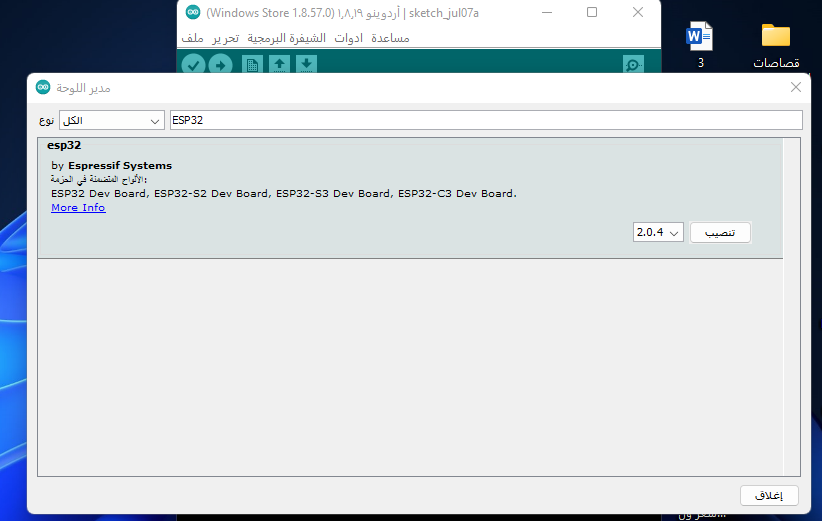 sketch_jul07a | أردوينو ١,٨,١٩ (Windows Store 1.8.57.0)
ملف تحرير الشيفرة البرمجية ادوات مساعدة
3
قصاصات
مدير اللوحة
نوع الكل ESP32
esp32
by Espressif Systems
الألواح المتضمنة في الحزمة:
ESP32 Dev Board, ESP32-S2 Dev Board, ESP32-S3 Dev Board, ESP32-C3 Dev Board.
More Info
2.0.4 تنصيب
إغلاق